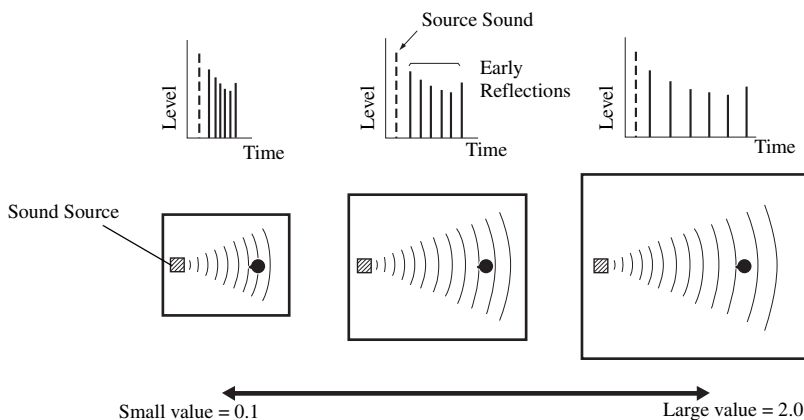 Source Sound
Level
Time
Level
Early
Reflections
Time
Level
Time
Sound Source
Small value = 0.1
Large value = 2.0